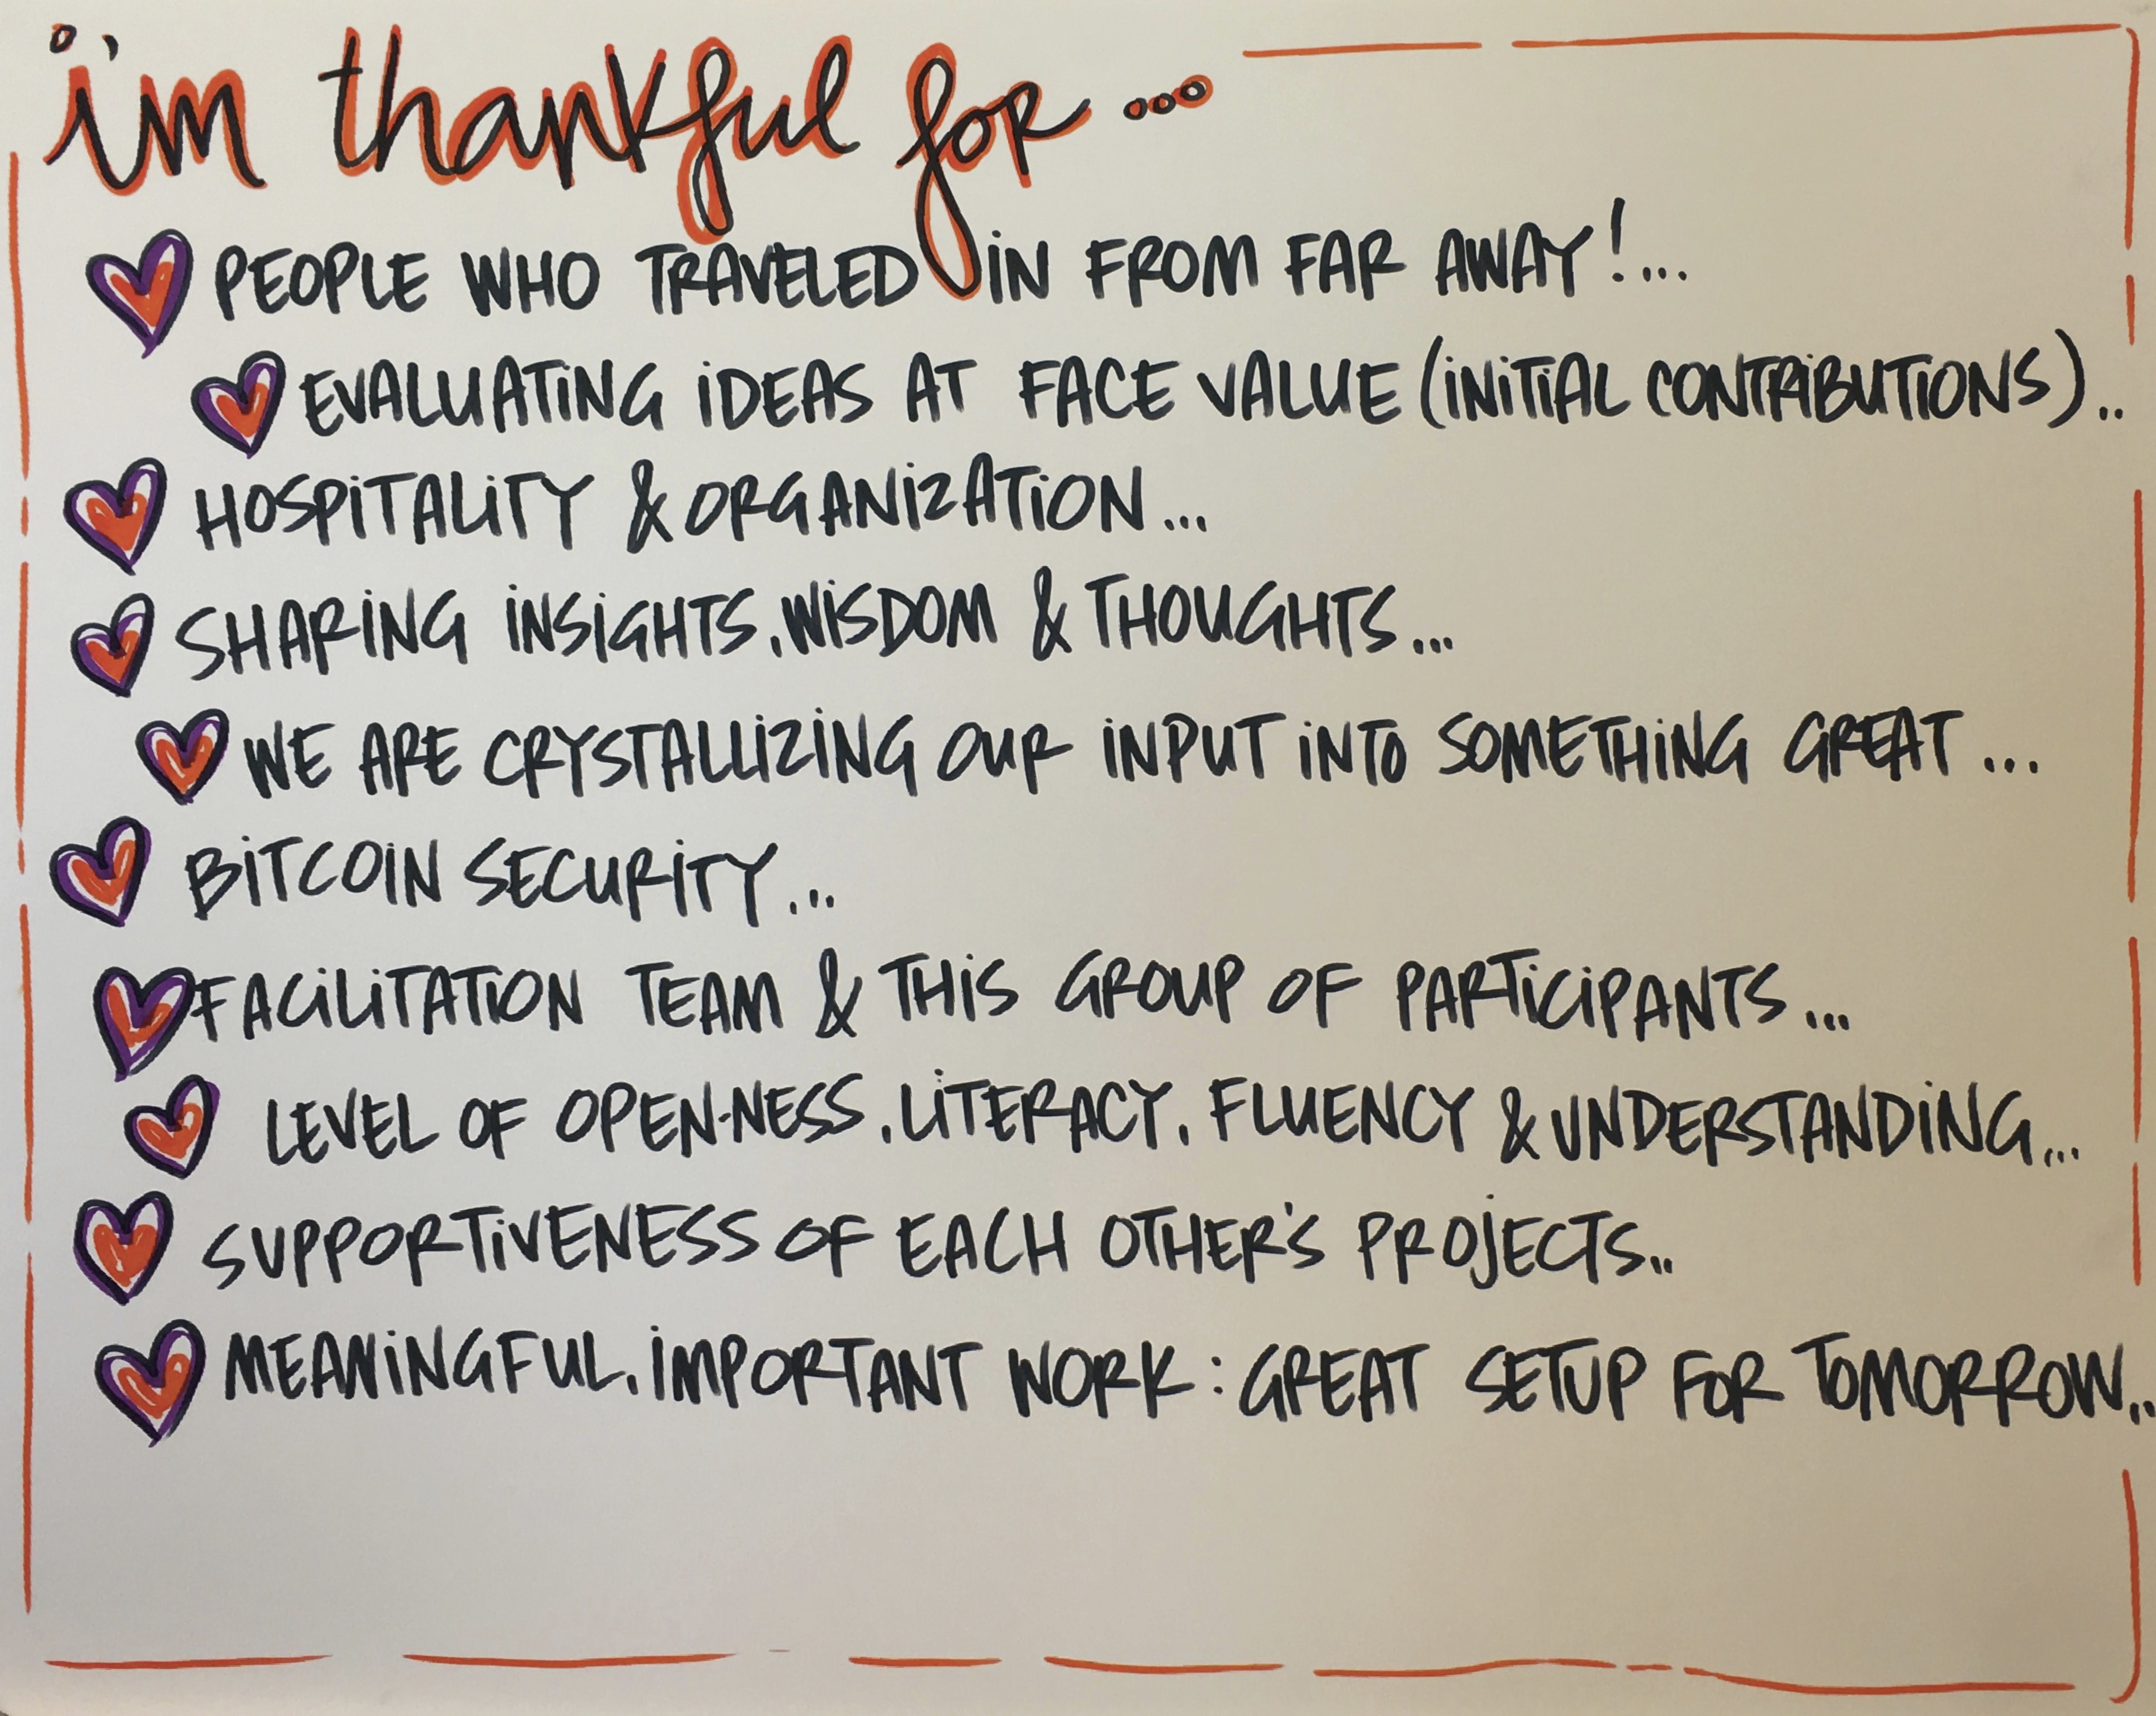 i'm thankful for ...
PEOPLE WHO TRAVELED IN FROM FAR AWAY!...
EVALUATING IDEAS AT FACE VALUE (INITIAL CONTRIBUTIONS)..
HOSPITALITY & ORGANIZATION...
SHARING INSIGHTS, WISDOM & THOUGHTS...
WE ARE CRYSTALLIZING OUR INPUT INTO SOMETHING GREAT...
BITCOIN SECURITY...
FACILITATION TEAM & THIS GROUP OF PARTICIPANTS...
LEVEL OF OPEN-NESS, LITERACY, FLUENCY & UNDERSTANDING...
SUPPORTIVENESS OF EACH OTHER'S PROJECTS..
MEANINGFUL, IMPORTANT WORK: GREAT SETUP FOR TOMORROW..